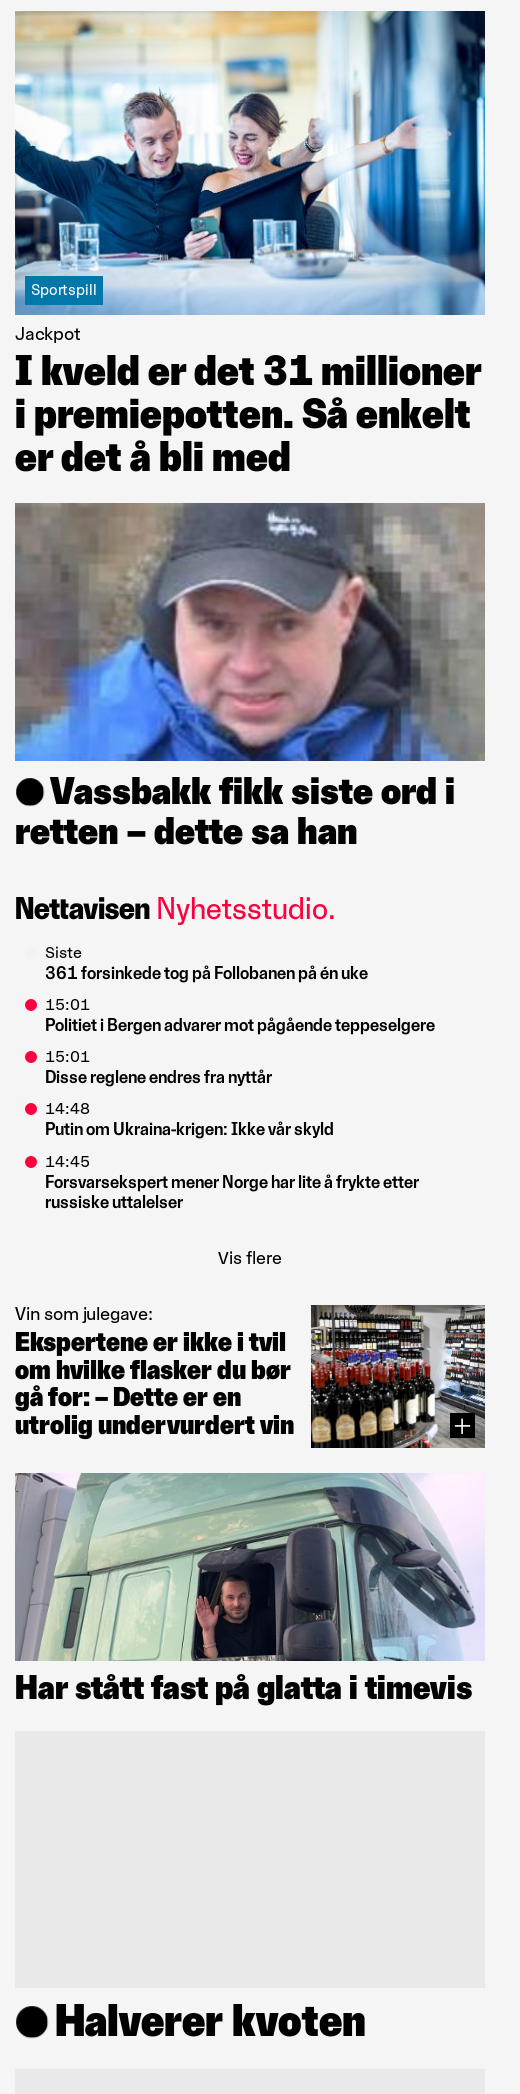 Sportspill
Jackpot
I kveld er det 31 millioner
i premiepotten. Så enkelt
er det å bli med
Vassbakk fikk siste ord i
retten – dette sa han
Nettavisen Nyhetsstudio.
Siste
361 forsinkede tog på Follobanen på én uke
15:01
Politiet i Bergen advarer mot pågående teppeselgere
15:01
Disse reglene endres fra nyttår
14:48
Putin om Ukraina-krigen: Ikke vår skyld
14:45
Forsvarsekspert mener Norge har lite å frykte etter
russiske uttalelser
Vis flere
Vin som julegave:
Ekspertene er ikke i tvil
om hvilke flasker du bør
gå for: – Dette er en
utrolig undervurdert vin
Har stått fast på glatta i timevis
Halverer kvoten